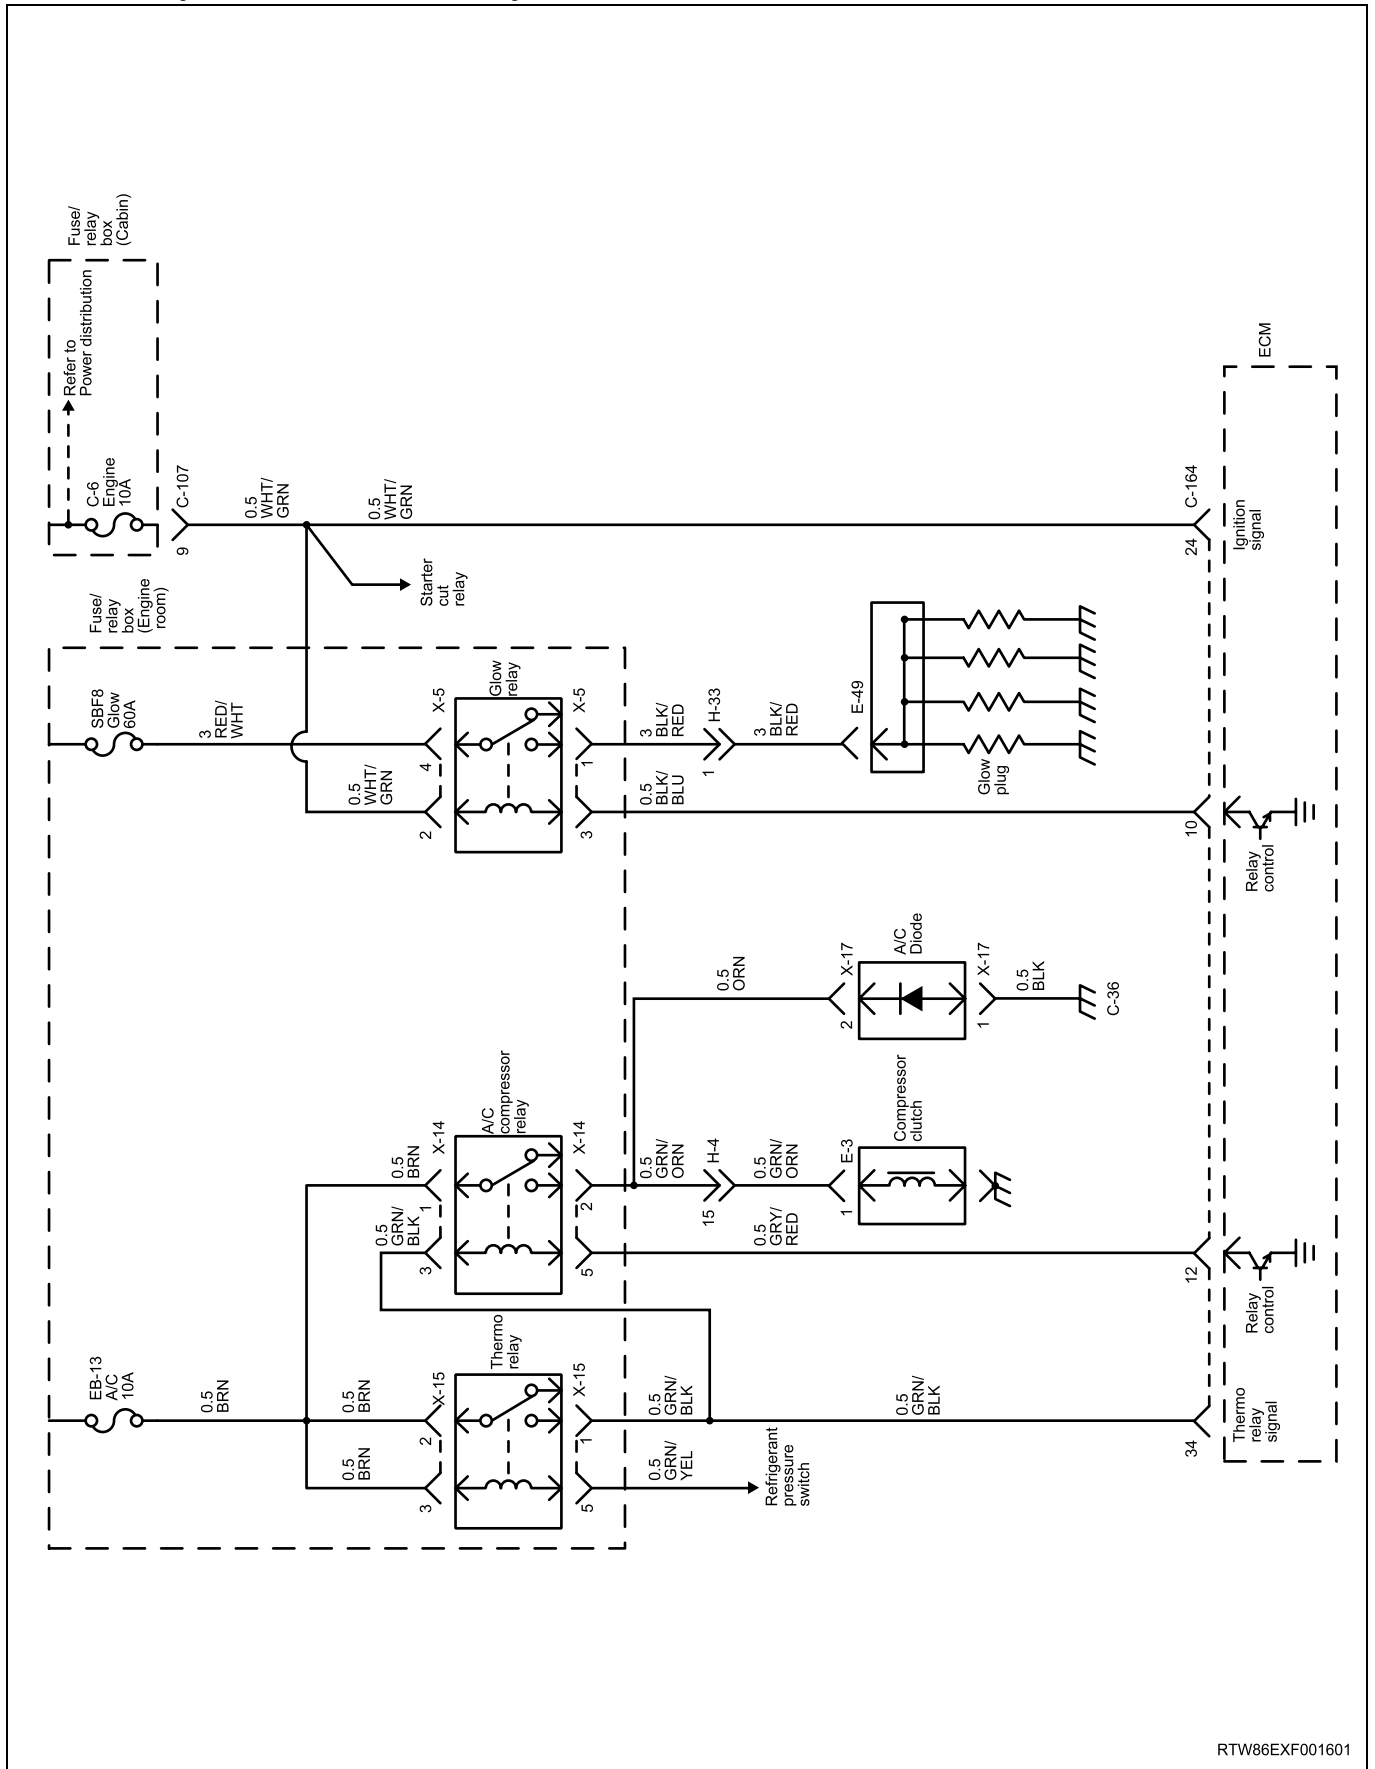 EB-13
A/C
10A
SBF8
Glow
60A
Fuse/
relay
box
(Engine
room)
C-6
Engine
10A
Refer to
Power distribution
Fuse/
relay
box
(Cabin)
9
C-107
0.5
BRN
3
RED/
WHT
0.5
WHT/
GRN
0.5
BRN
0.5
BRN
0.5
GRN/
BLK
0.5
BRN
0.5
WHT/
GRN
0.5
WHT/
GRN
Starter
cut
relay
3
2
X-15
3
1
X-14
2
4
X-5
Thermo
relay
A/C
compressor
relay
Glow
relay
5
1
X-15
5
2
X-14
3
1
X-5
0.5
GRN/
YEL
0.5
GRN/
BLK
0.5
GRN/
ORN
0.5
BLK/
BLU
3
BLK/
RED
15
H-4
1
H-33
0.5
ORN
Refrigerant
pressure
switch
0.5
GRY/
RED
0.5
GRN/
ORN
3
BLK/
RED
1
E-3
2
X-17
E-49
0.5
GRN/
BLK
Compressor
clutch
A/C
Diode
Glow
plug
1
X-17
0.5
BLK
C-36
34
12
10
24
C-164
Thermo
relay
signal
Relay
control
Relay
control
Ignition
signal
ECM
RTW86EXF001601